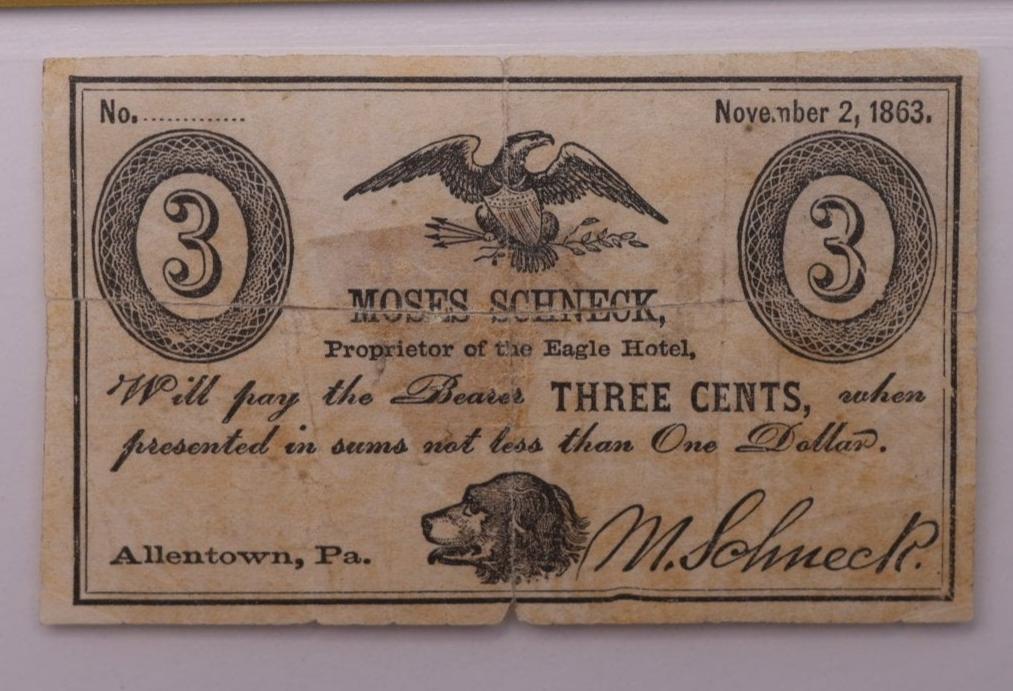 No. ............. November 2, 1863.
3 3
MOSES SCHNECK,
Proprietor of the Eagle Hotel,
Will pay the Bearer THREE CENTS, when
presented in sums not less than One Dollar.
Allentown, Pa. M. Schneck.